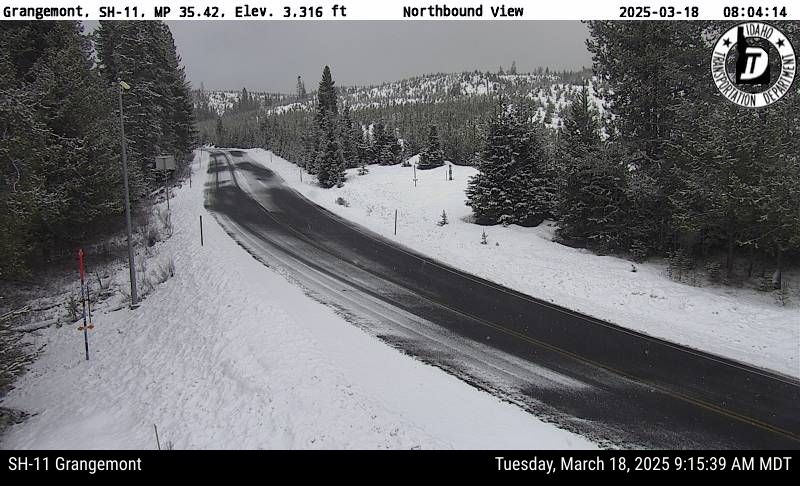 Grangemont, SH-11, MP 35.42, Elev. 3,316 ft Northbound View 2025-03-18 08:04:14
IDAHO
TRANSPORTATION DEPARTMENT
SH-11 Grangemont Tuesday, March 18, 2025 9:15:39 AM MDT